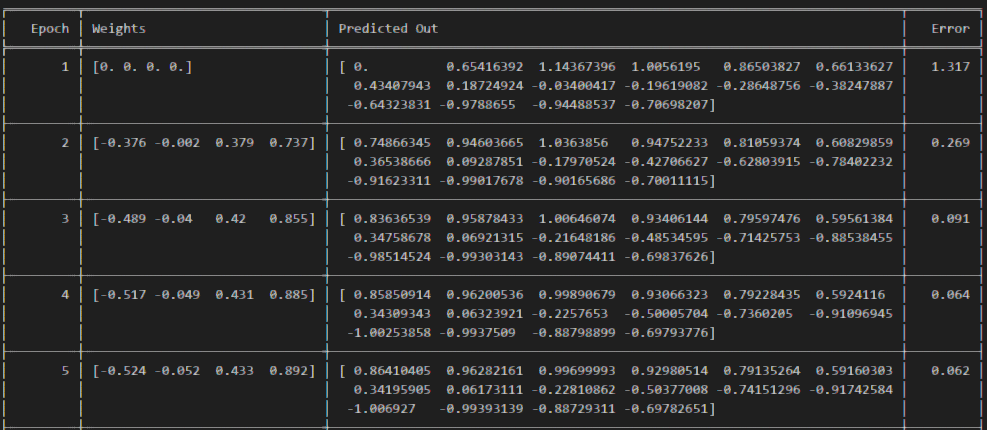 Epoch Weights Predicted Out Error
1 [0. 0. 0. 0.] [ 0. 0.65416392 1.14367396 1.0056195 0.86503827 0.66133627 1.317
0.43407943 0.18724924 -0.03400417 -0.19619082 -0.28648756 -0.38247887
-0.64323831 -0.9788655 -0.94488537 -0.70698207]
2 [-0.376 -0.002 0.379 0.737] [ 0.74866345 0.94603665 1.0363856 0.94752233 0.81059374 0.60829859 0.269
0.36538666 0.09287851 -0.17970524 -0.42706627 -0.62803915 -0.78402232
-0.91623311 -0.99017678 -0.90165686 -0.70011115]
3 [-0.489 -0.04 0.42 0.855] [ 0.83636539 0.95878433 1.00646074 0.93406144 0.79597476 0.59561384 0.091
0.34758678 0.06921315 -0.21648186 -0.48534595 -0.71425753 -0.88538455
-0.98514524 -0.99303143 -0.89074411 -0.69837626]
4 [-0.517 -0.049 0.431 0.885] [ 0.85850914 0.96200536 0.99890679 0.93066323 0.79228435 0.5924116 0.064
0.34309343 0.06323921 -0.2257653 -0.50005704 -0.7360205 -0.91096945
-1.00253858 -0.9937509 -0.88798899 -0.69793776]
5 [-0.524 -0.052 0.433 0.892] [ 0.86410405 0.96282161 0.99699993 0.92980514 0.79135264 0.59160303 0.062
0.34195905 0.06173111 -0.22810862 -0.50377008 -0.74151296 -0.91742584
-1.006927 -0.99393139 -0.88729311 -0.69782651]